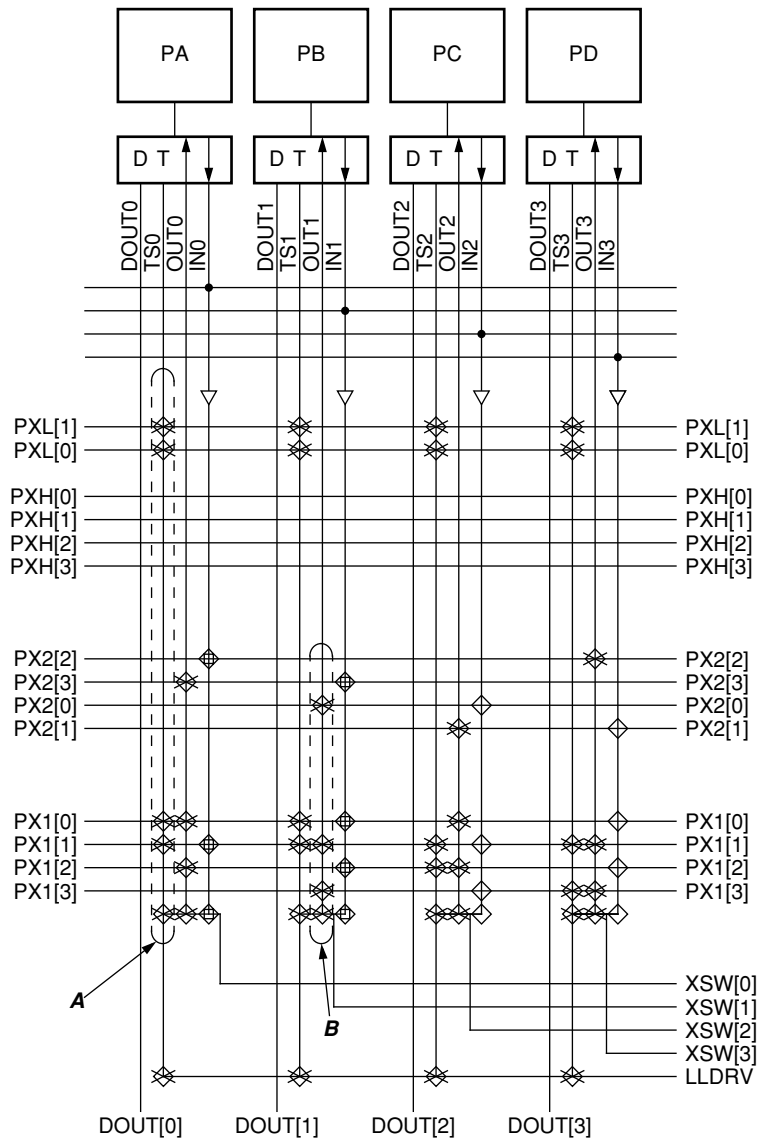 PA PB PC PD
D T D T D T D T
DOUT0 TS0 OUT0 IN0 DOUT1 TS1 OUT1 IN1 DOUT2 TS2 OUT2 IN2 DOUT3 TS3 OUT3 IN3
PXL[1] PXL[1]
PXL[0] PXL[0]
PXH[0] PXH[0]
PXH[1] PXH[1]
PXH[2] PXH[2]
PXH[3] PXH[3]
PX2[2] PX2[2]
PX2[3] PX2[3]
PX2[0] PX2[0]
PX2[1] PX2[1]
PX1[0] PX1[0]
PX1[1] PX1[1]
PX1[2] PX1[2]
PX1[3] PX1[3]
XSW[0]
A
XSW[1]
B
XSW[2]
XSW[3]
LLDRV
DOUT[0] DOUT[1] DOUT[2] DOUT[3]